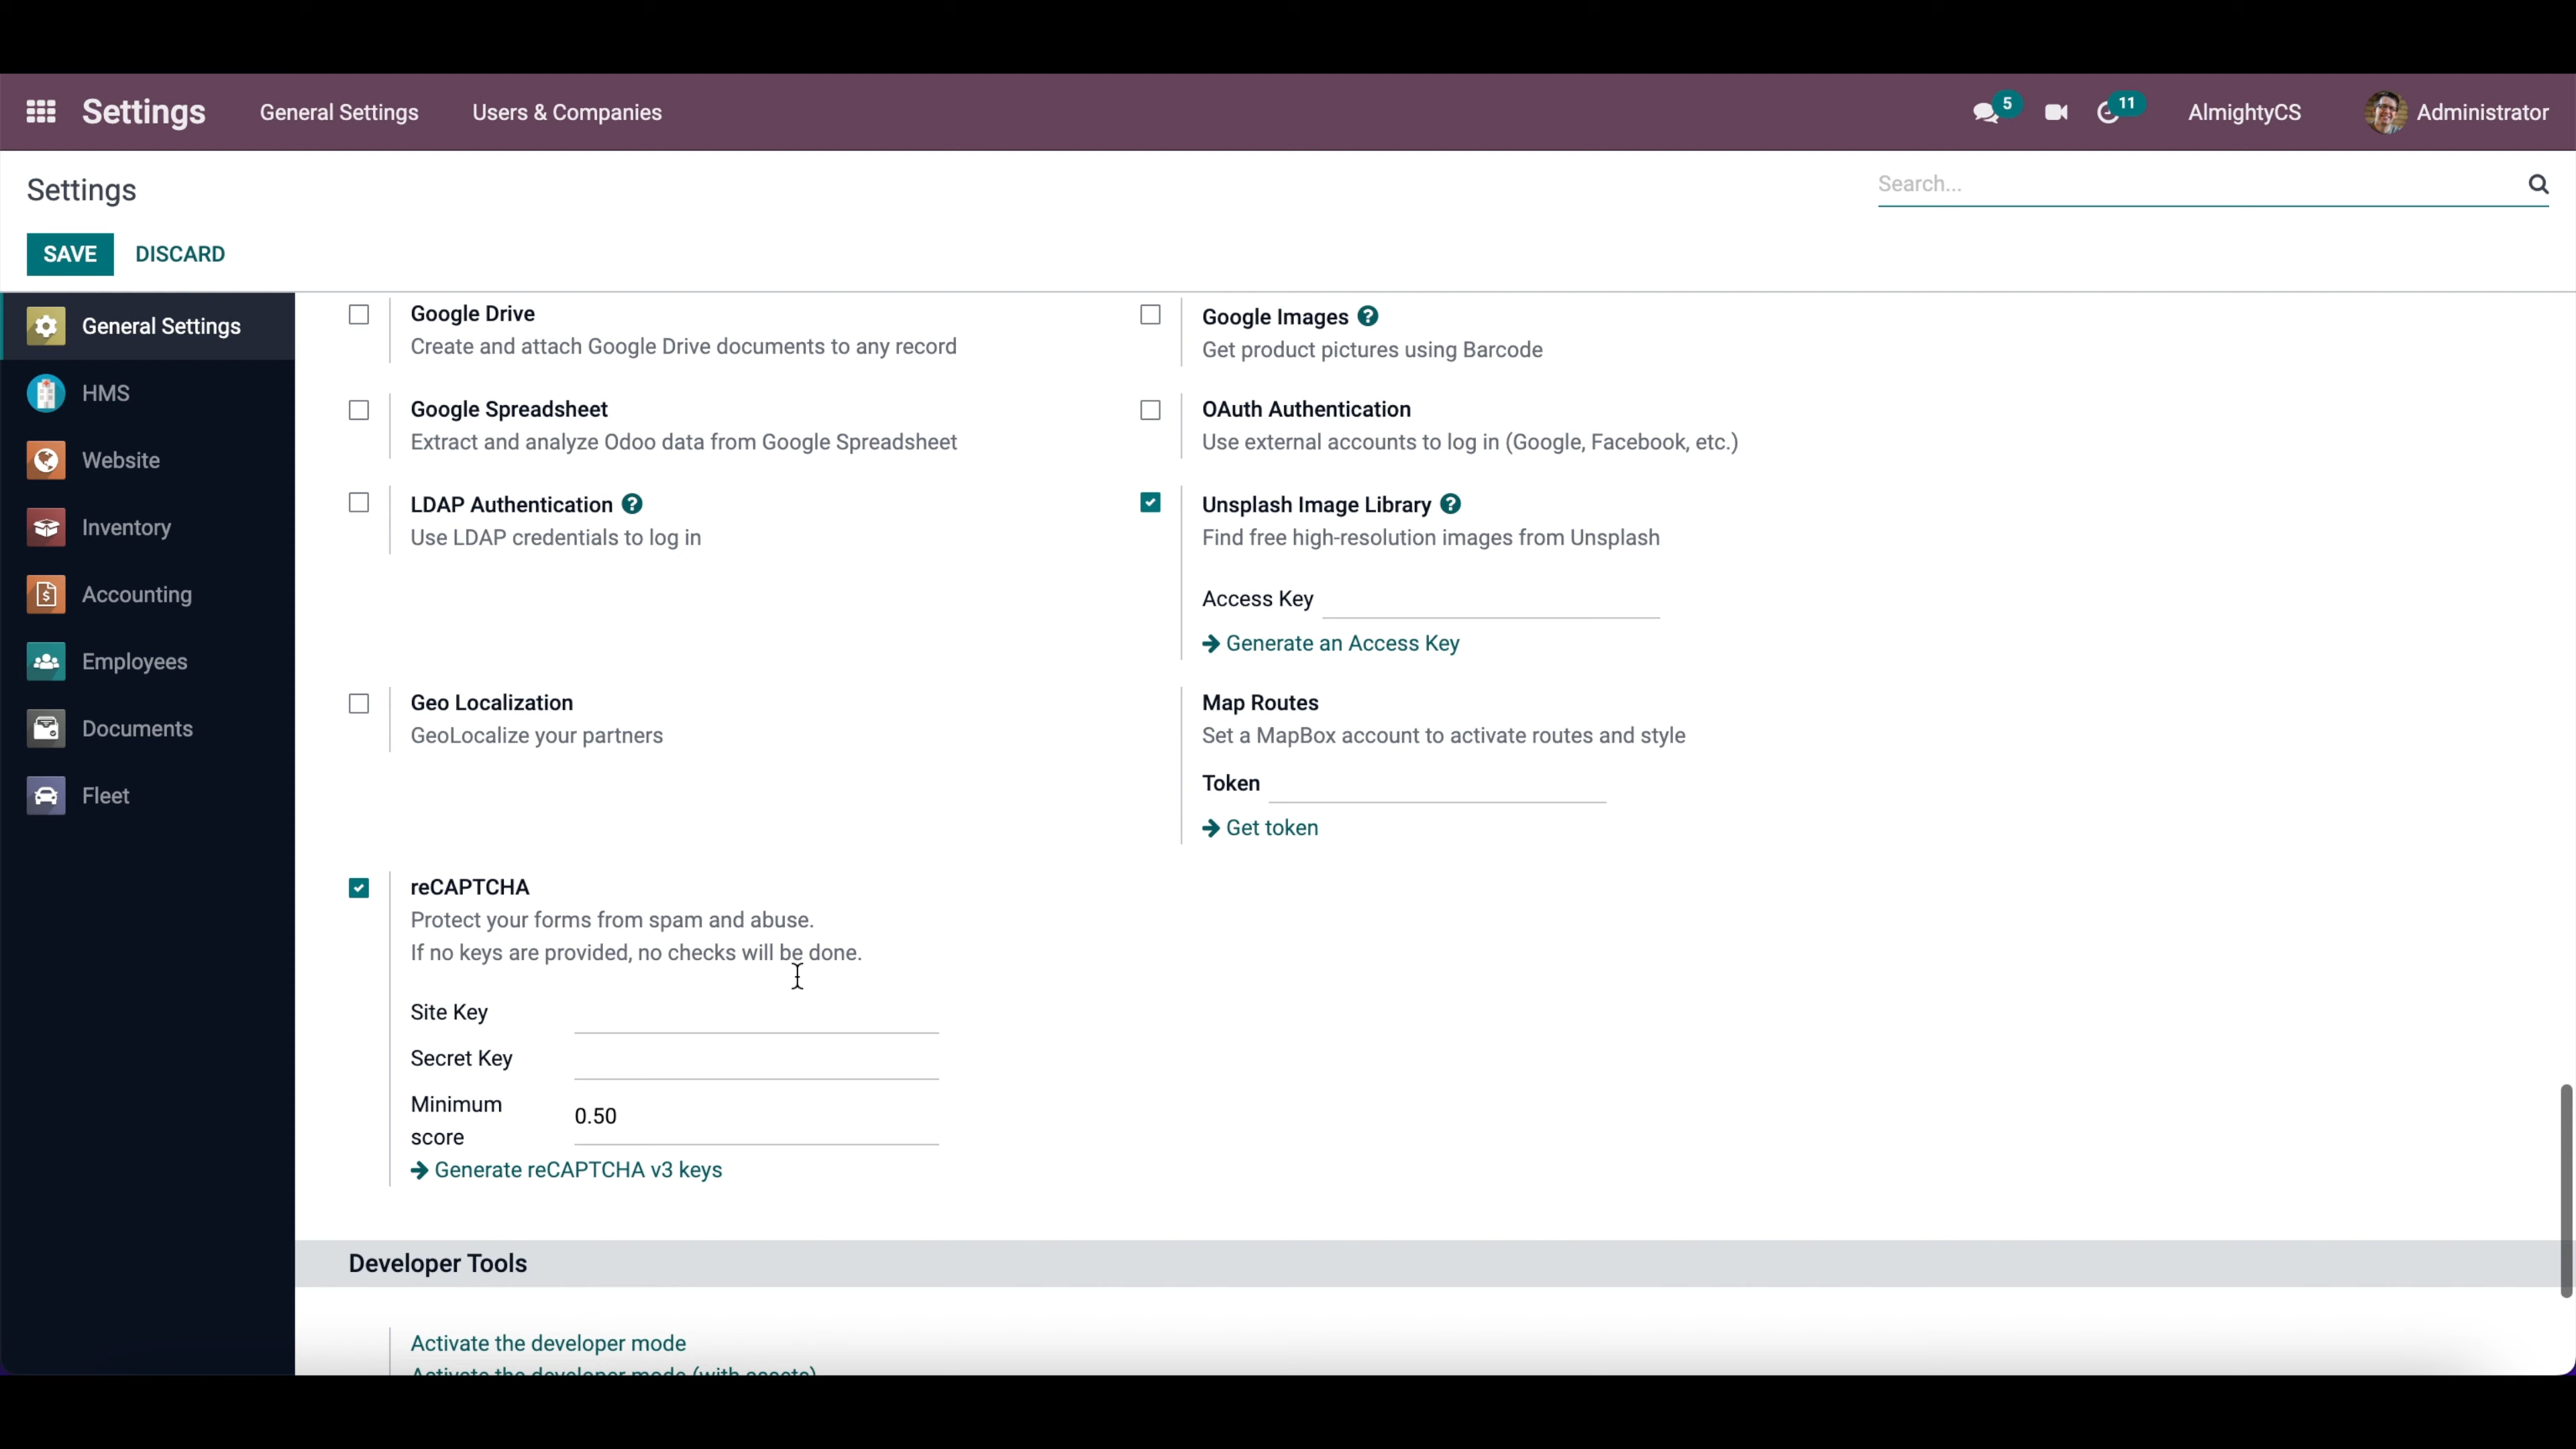 Settings
General Settings
Users & Companies
5
11
AlmightyCS
Administrator
Settings
Search...
SAVE
DISCARD
General Settings
HMS
Website
Inventory
Accounting
Employees
Documents
Fleet
Google Drive
Create and attach Google Drive documents to any record
Google Images
Get product pictures using Barcode
Google Spreadsheet
Extract and analyze Odoo data from Google Spreadsheet
OAuth Authentication
Use external accounts to log in (Google, Facebook, etc.)
LDAP Authentication
Use LDAP credentials to log in
Unsplash Image Library
Find free high-resolution images from Unsplash
Access Key
Generate an Access Key
Geo Localization
GeoLocalize your partners
Map Routes
Set a MapBox account to activate routes and style
Token
Get token
reCAPTCHA
Protect your forms from spam and abuse.
If no keys are provided, no checks will be done.
Site Key
Secret Key
Minimum
score
0.50
Generate reCAPTCHA v3 keys
Developer Tools
Activate the developer mode
Activate the developer mode (with assets)